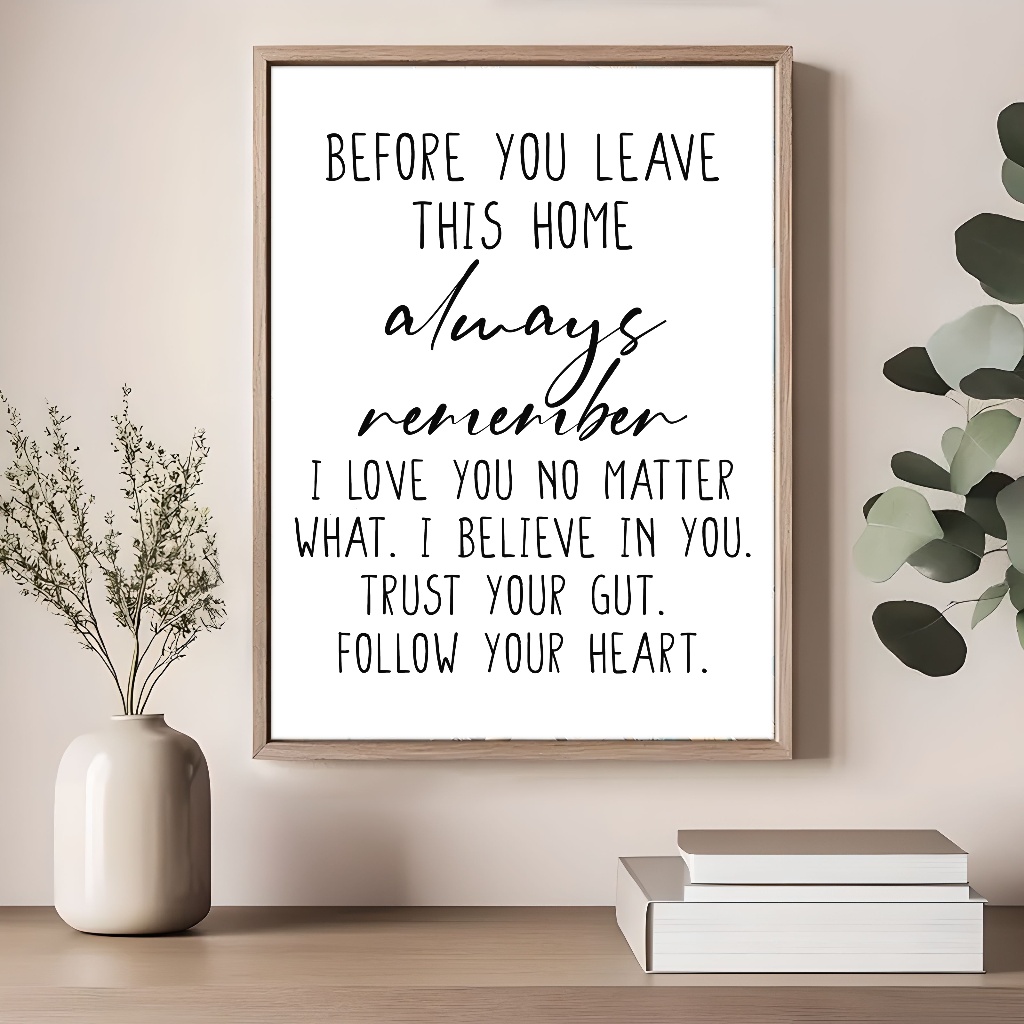 BEFORE YOU LEAVE
THIS HOME
always
remember
I LOVE YOU NO MATTER
WHAT. I BELIEVE IN YOU.
TRUST YOUR GUT.
FOLLOW YOUR HEART.